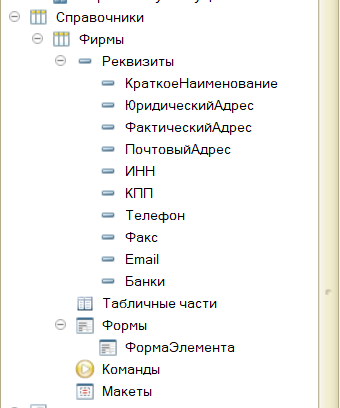 Справочники
Фирмы
Реквизиты
КраткоеНаименование
ЮридическийАдрес
ФактическийАдрес
ПочтовыйАдрес
ИНН
КПП
Телефон
Факс
Email
Банки
Табличные части
Формы
ФормаЭлемента
Команды
Макеты